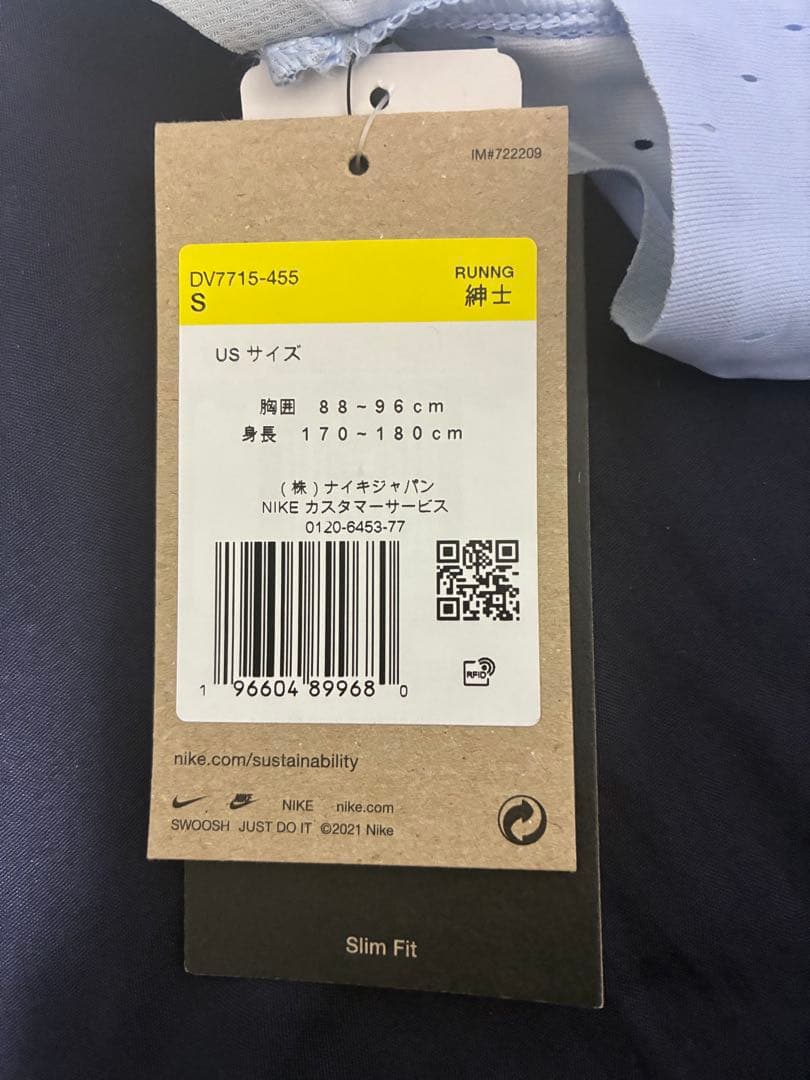 IM#722209
DV7715-455
RUNNG
S
紳士
US サイズ
胸囲 88~96cm
身長 170~180cm
(株)ナイキジャパン
NIKE カスタマーサービス
0120-6453-77
1 96604 89968 0
RFID
nike.com/sustainability
NIKE NIKE nike.com
SWOOSH JUST DO IT ©2021 Nike
Slim Fit